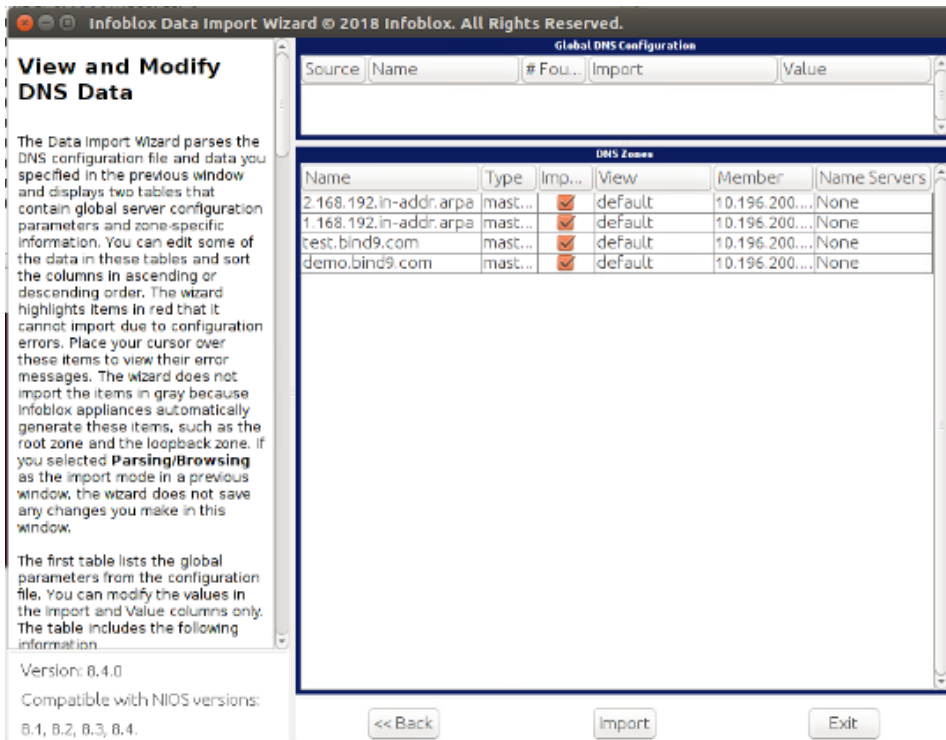 Infoblox Data Import Wizard © 2018 Infoblox. All Rights Reserved.
View and Modify
DNS Data
The Data Import Wizard parses the
DNS configuration file and data you
specified in the previous window
and displays two tables that
contain global server configuration
parameters and zone-specific
information. You can edit some of
the data in these tables and sort
the columns in ascending or
descending order. The wizard
highlights items in red that it
cannot import due to configuration
errors. Place your cursor over
these items to view their error
messages. The wizard does not
import the items in gray because
Infoblox appliances automatically
generate these items, such as the
root zone and the loopback zone. If
you selected Parsing/Browsing
as the import mode in a previous
window, the wizard does not save
any changes you make in this
window.
The first table lists the global
parameters from the configuration
file. You can modify the values in
the Import and Value columns only.
The table includes the following
information
Version: 8.4.0
Compatible with NIOS versions:
8.1, 8.2, 8.3, 8.4.
Global DNS Configuration
Source Name # Fou... Import Value
DNS Zones
Name Type Imp... View Member Name Servers
2.168.192.in-addr.arpa mast... default 10.196.200.... None
1.168.192.in-addr.arpa mast... default 10.196.200.... None
test.bind9.com mast... default 10.196.200.... None
demo.bind9.com mast... default 10.196.200.... None
<< Back Import Exit